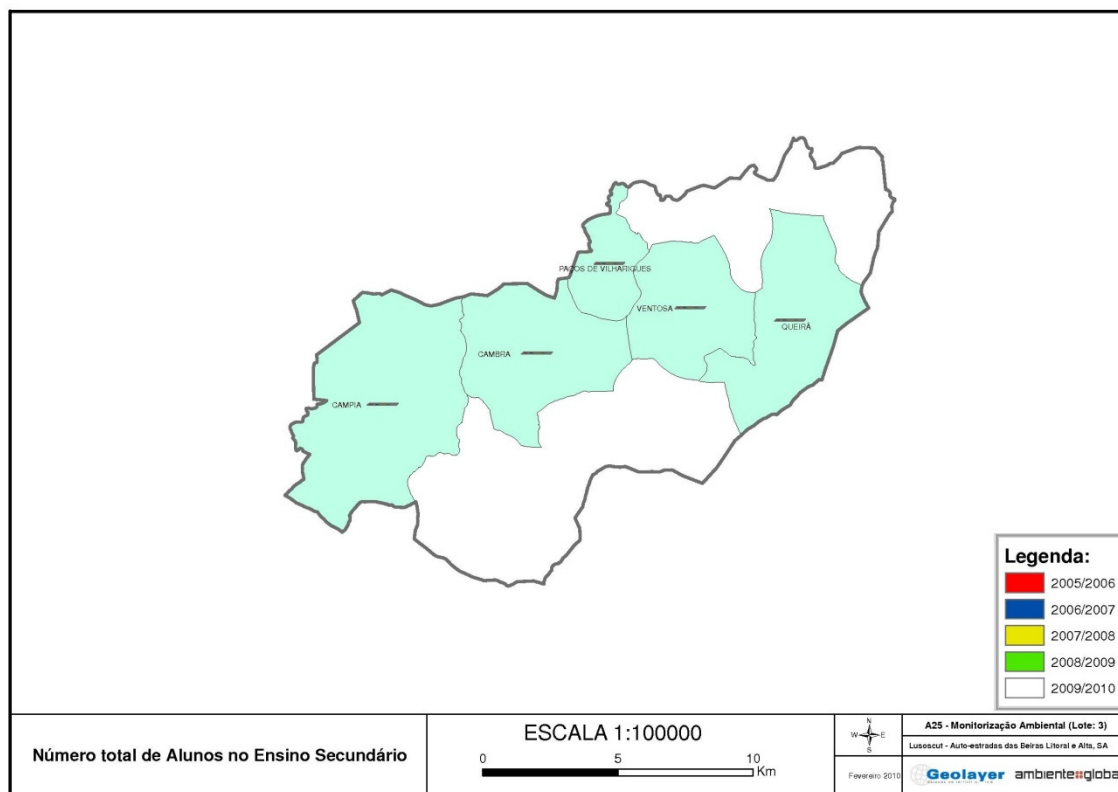 PAÇOS DE VILHARIGUES
VENTOSA
QUEIRÃ
CAMBRA
CAMPIA
Legenda:
2005/2006
2006/2007
2007/2008
2008/2009
2009/2010
Número total de Alunos no Ensino Secundário
ESCALA 1:100000
0 5 10
Km
N
W E
S
Fevereiro 2010
A25 - Monitorização Ambiental (Lote: 3)
Lusoscut - Auto-estradas das Beiras Litoral e Alta, SA
Geolayer
ambiente global